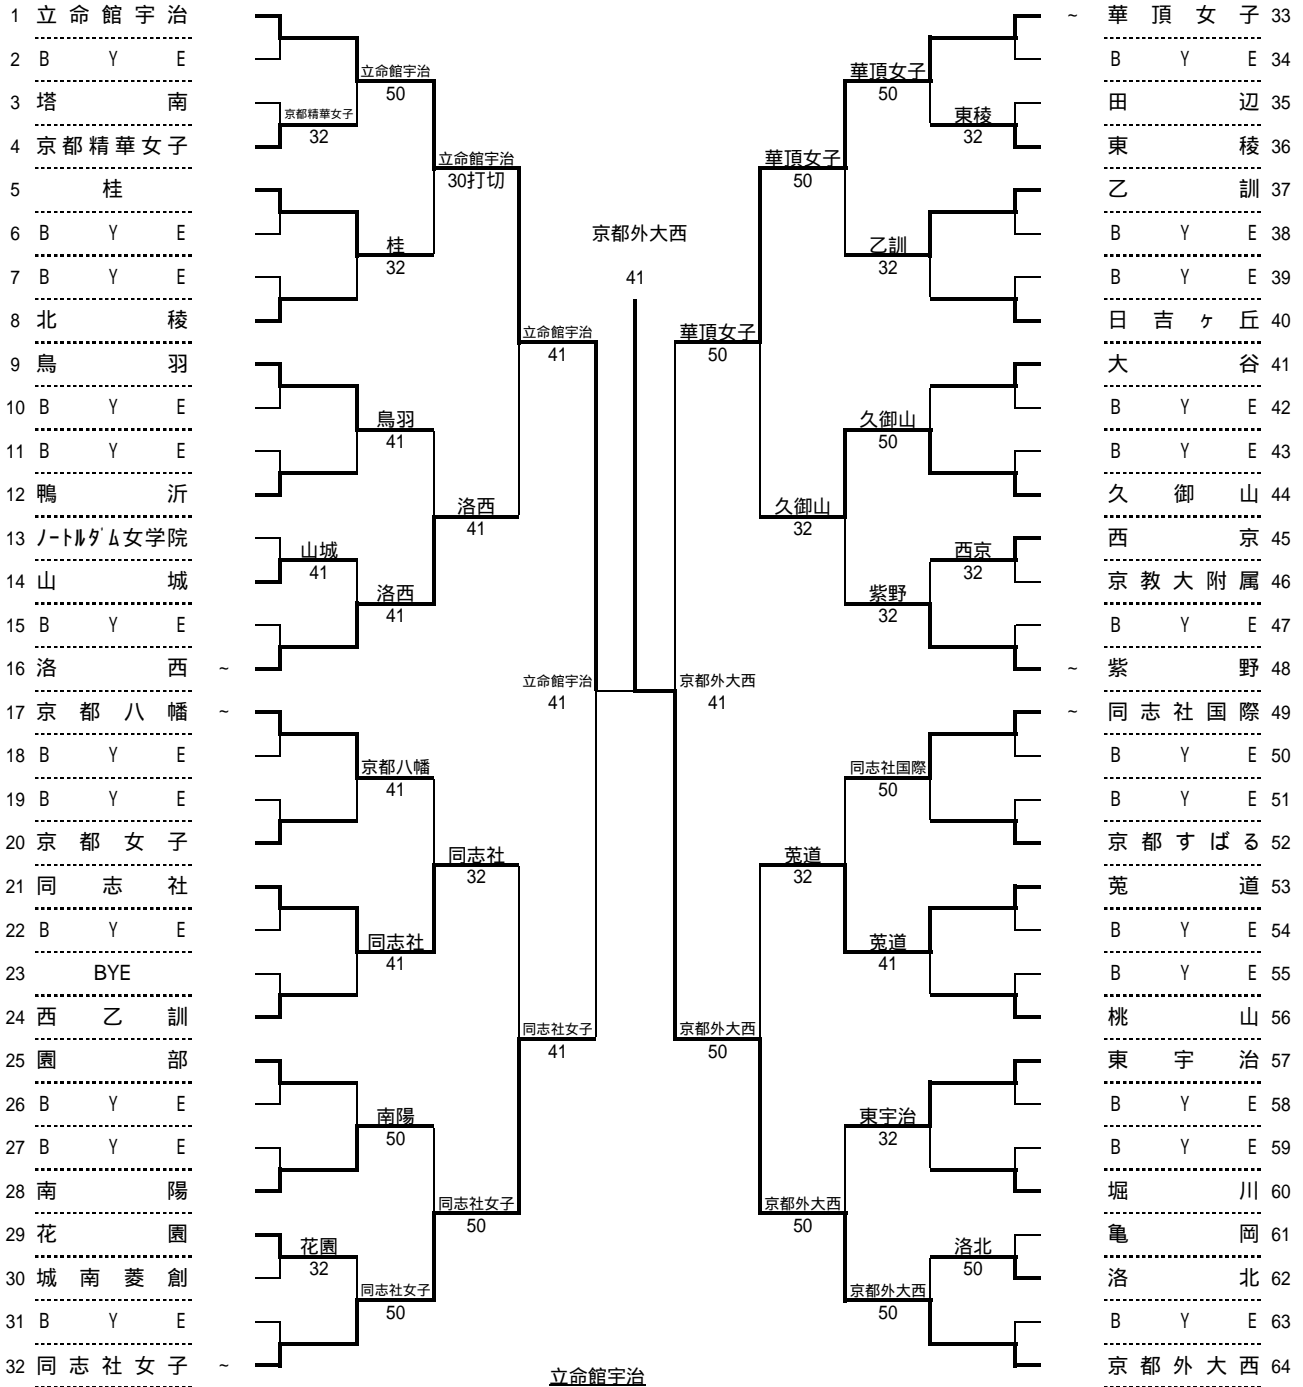 1 立命館宇治
2 B Y E
3 塔南
4 京都精華女子
5 桂
6 B Y E
7 B Y E
8 北稜
9 鳥羽
10 B Y E
11 B Y E
12 鴨沂
13 ノートルダム女学院
14 山城
15 B Y E
16 洛西 ~
17 京都八幡 ~
18 B Y E
19 B Y E
20 京都女子
21 同志社
22 B Y E
23 BYE
24 西乙訓
25 園部
26 B Y E
27 B Y E
28 南陽
29 花園
30 城南菱創
31 B Y E
32 同志社女子 ~
京都精華女子
32
山城
41
花園
32
立命館宇治
50
桂
32
鳥羽
41
洛西
41
京都八幡
41
同志社
41
南陽
50
同志社女子
50
立命館宇治
30打切
洛西
41
同志社
32
同志社女子
50
立命館宇治
41
同志社女子
41
立命館宇治
41
京都外大西
41
京都外大西
41
華頂女子
50
京都外大西
50
華頂女子
50
久御山
32
莵道
32
京都外大西
50
華頂女子
50
乙訓
32
久御山
50
紫野
32
同志社国際
50
莵道
41
東宇治
32
京都外大西
50
東稜
32
西京
32
洛北
50
~ 華頂女子 33
B Y E 34
田辺 35
東稜 36
乙訓 37
B Y E 38
B Y E 39
日吉ヶ丘 40
大谷 41
B Y E 42
B Y E 43
久御山 44
西京 45
京教大附属 46
B Y E 47
~ 紫野 48
~ 同志社国際 49
B Y E 50
B Y E 51
京都すばる 52
莵道 53
B Y E 54
B Y E 55
桃山 56
東宇治 57
B Y E 58
B Y E 59
堀川 60
亀岡 61
洛北 62
B Y E 63
京都外大西 64
立命館宇治